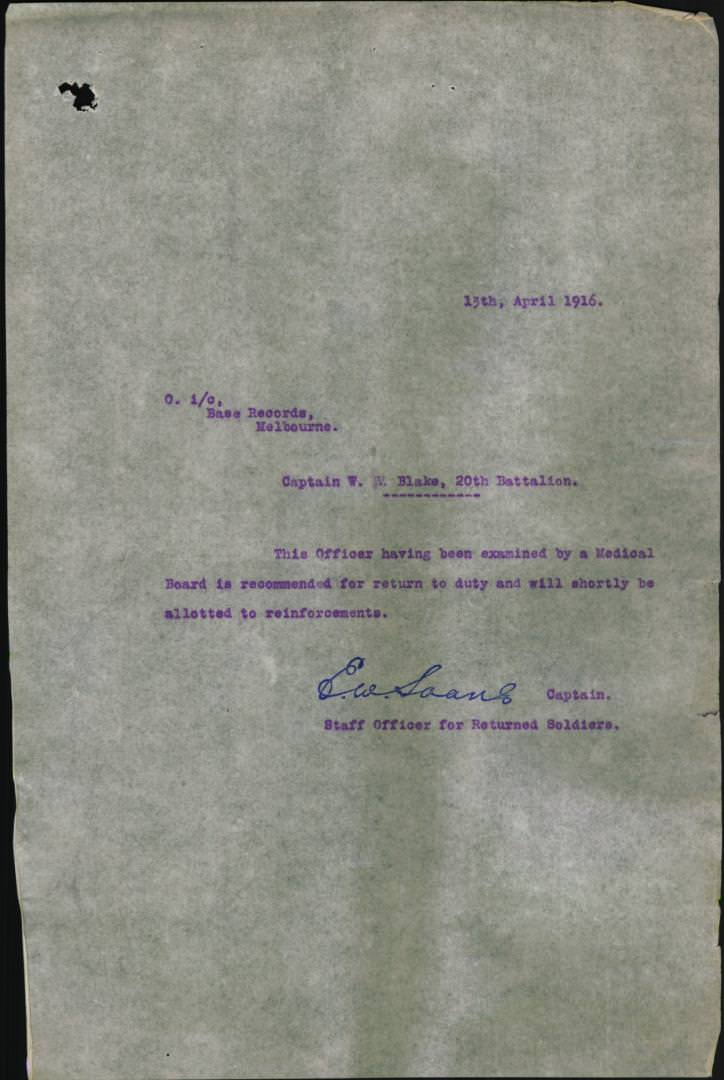 13th, April 1916.
O. i/c,
Base Records,
Melbourne.
Captain W. V. Blake, 20th Battalion.
------------
This Officer having been examined by a Medical
Board is recommended for return to duty and will shortly be
allotted to reinforcements.
E.W. Captain.
Staff Officer for Returned Soldiers.